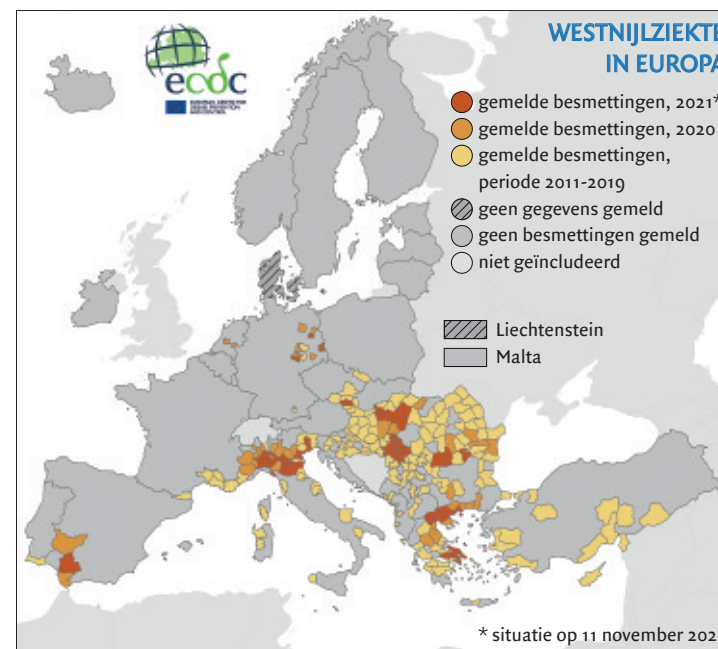 WESTNIJLZIEKTE
IN EUROPA
ecdc
gemelde besmettingen, 2021*
gemelde besmettingen, 2020
gemelde besmettingen,
periode 2011-2019
geen gegevens gemeld
geen besmettingen gemeld
niet geïncludeerd
Liechtenstein
Malta
* situatie op 11 november 202